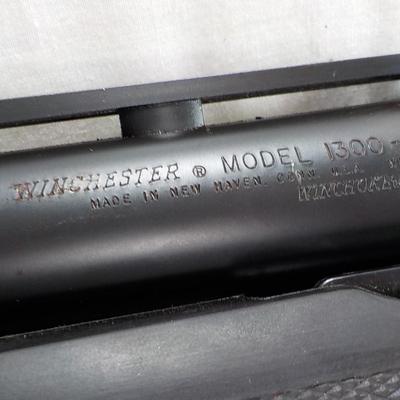 WINCHESTER ® MODEL 1300 -
MADE IN NEW HAVEN, CONN. U.S.A.
WINCHOKE